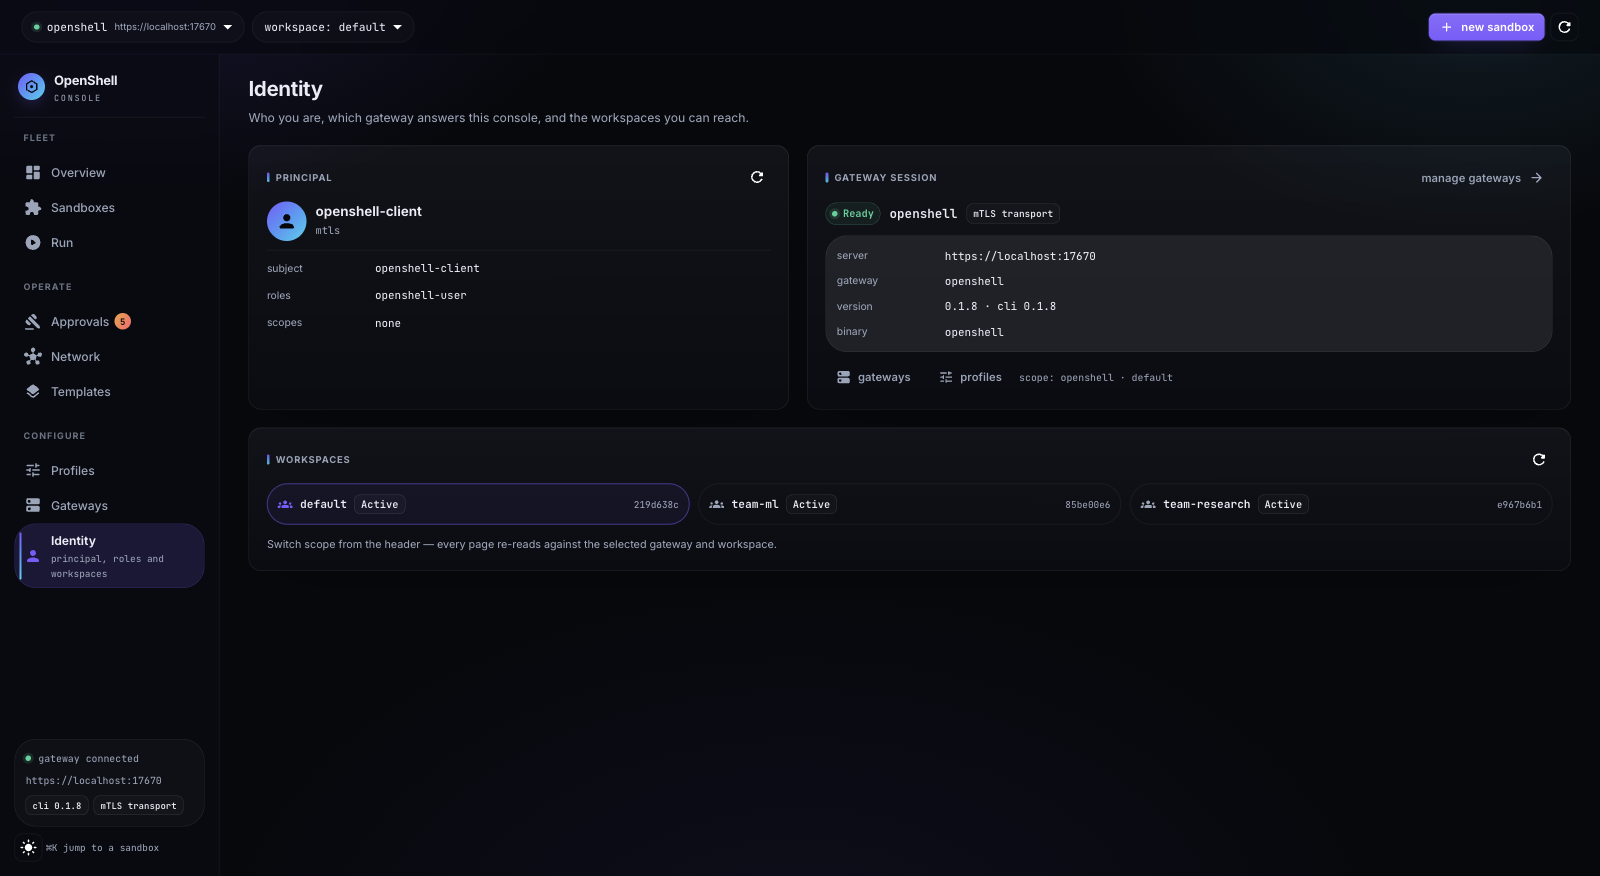 openshell https://localhost:17670
workspace: default
new sandbox
OpenShell
CONSOLE
FLEET
Overview
Sandboxes
Run
OPERATE
Approvals 5
Network
Templates
CONFIGURE
Profiles
Gateways
Identity
principal, roles and
workspaces
gateway connected
https://localhost:17670
cli 0.1.8 mTLS transport
⌘K jump to a sandbox
Identity
Who you are, which gateway answers this console, and the workspaces you can reach.
PRINCIPAL
openshell-client
mtls
subject openshell-client
roles openshell-user
scopes none
GATEWAY SESSION
manage gateways
Ready openshell mTLS transport
server https://localhost:17670
gateway openshell
version 0.1.8 · cli 0.1.8
binary openshell
gateways profiles scope: openshell · default
WORKSPACES
default Active 219d638c
team-ml Active 85be00e6
team-research Active e967b6b1
Switch scope from the header — every page re-reads against the selected gateway and workspace.